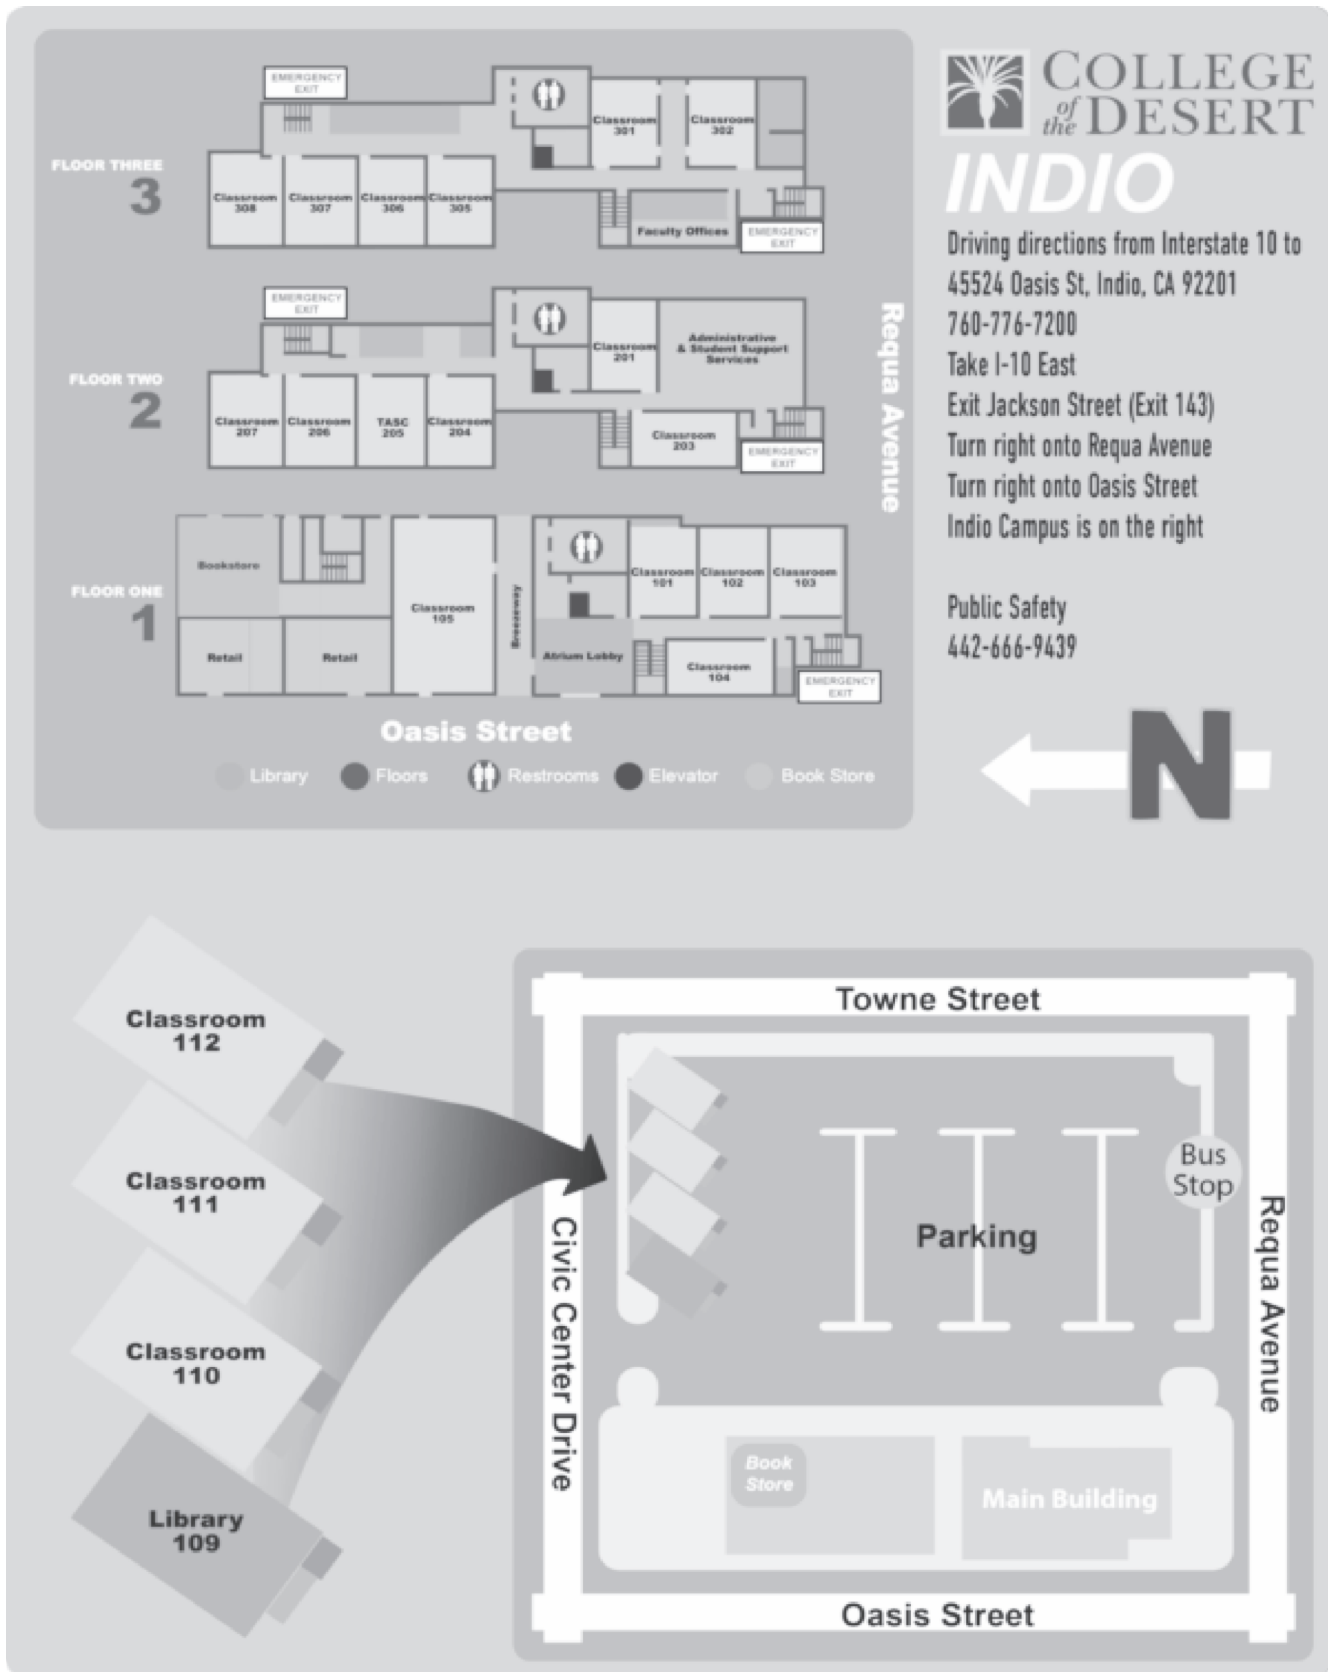 EMERGENCY
EXIT
FLOOR THREE
3
Classroom
301
Classroom
302
Classroom
308
Classroom
307
Classroom
306
Classroom
305
Faculty Offices
EMERGENCY
EXIT
EMERGENCY
EXIT
FLOOR TWO
2
Classroom
201
Administrative
& Student Support
Services
Classroom
207
Classroom
206
TASC
205
Classroom
204
Classroom
203
EMERGENCY
EXIT
Requa Avenue
FLOOR ONE
1
Bookstore
Retail
Retail
Classroom
105
Breezeway
Atrium Lobby
Classroom
101
Classroom
102
Classroom
103
Classroom
104
EMERGENCY
EXIT
Oasis Street
Library
Floors
Restrooms
Elevator
Book Store
COLLEGE
of the DESERT
INDIO
Driving directions from Interstate 10 to
45524 Oasis St, Indio, CA 92201
760-776-7200
Take I-10 East
Exit Jackson Street (Exit 143)
Turn right onto Requa Avenue
Turn right onto Oasis Street
Indio Campus is on the right
Public Safety
442-666-9439
N
Classroom
112
Classroom
111
Classroom
110
Library
109
Towne Street
Civic Center Drive
Bus
Stop
Parking
Requa Avenue
Book
Store
Main Building
Oasis Street